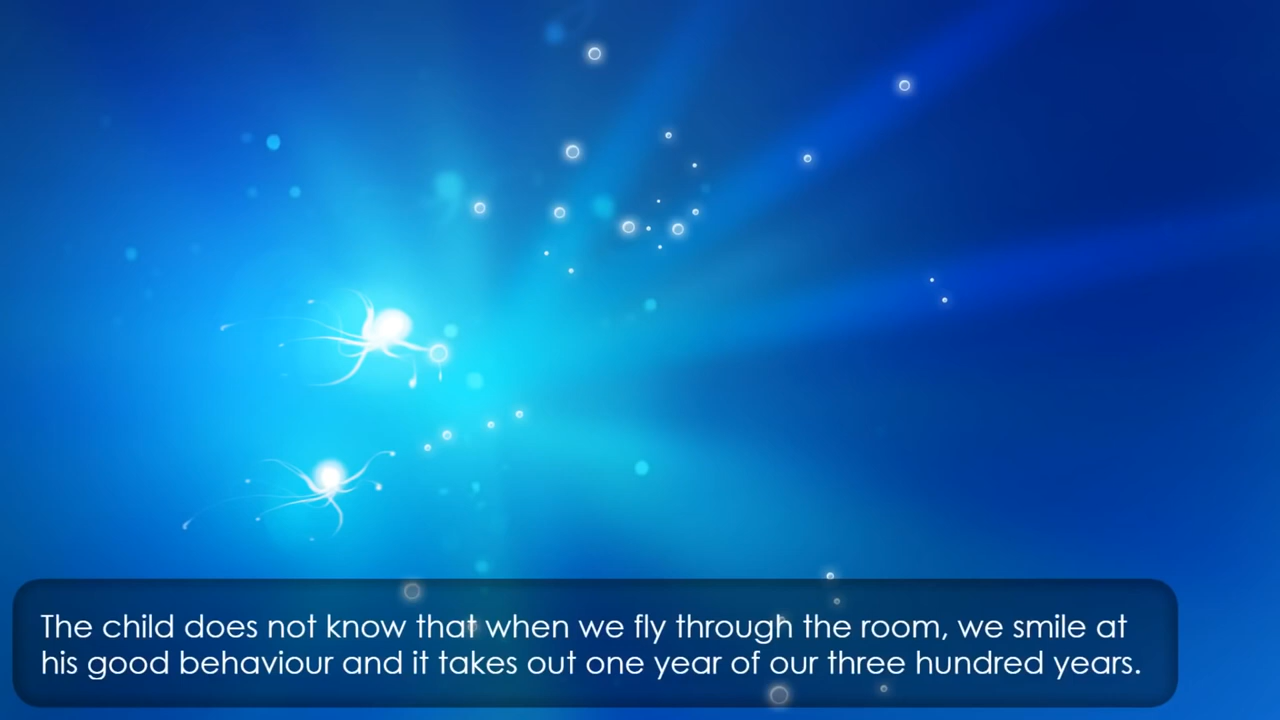 The child does not know that when we fly through the room, we smile at
his good behaviour and it takes out one year of our three hundred years.